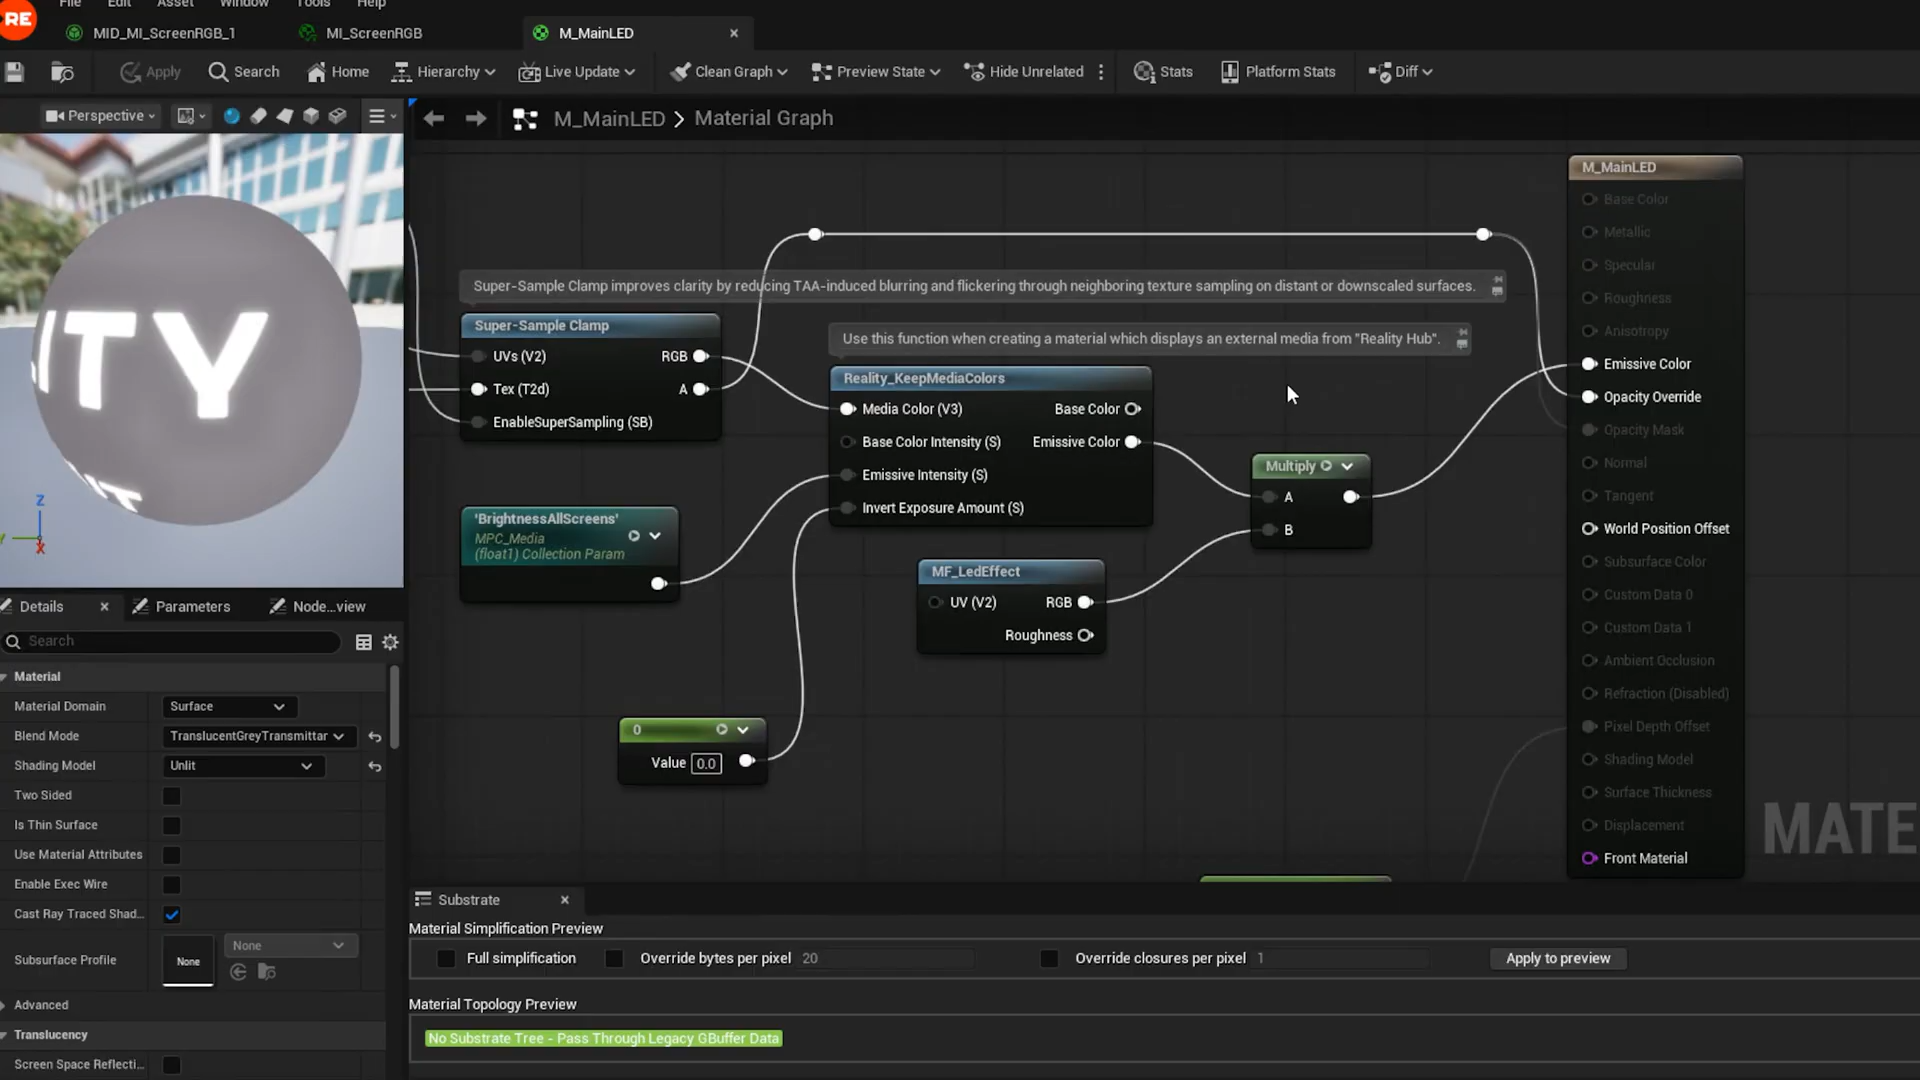 RE
File Edit Asset Window Tools Help
MID_MI_ScreenRGB_1
MI_ScreenRGB
M_MainLED
Apply
Search
Home
Hierarchy
Live Update
Clean Graph
Preview State
Hide Unrelated
Stats
Platform Stats
Diff
Perspective
M_MainLED > Material Graph
ITY
Z
X
Super-Sample Clamp improves clarity by reducing TAA-induced blurring and flickering through neighboring texture sampling on distant or downscaled surfaces.
Super-Sample Clamp
UVs (V2) RGB
Tex (T2d) A
EnableSuperSampling (SB)
Use this function when creating a material which displays an external media from "Reality Hub".
Reality_KeepMediaColors
Media Color (V3) Base Color
Base Color Intensity (S) Emissive Color
Emissive Intensity (S)
Invert Exposure Amount (S)
'BrightnessAllScreens'
MPC_Media
(float1) Collection Param
MF_LedEffect
UV (V2) RGB
Roughness
Multiply
A
B
0
Value 0.0
M_MainLED
Base Color
Metallic
Specular
Roughness
Anisotropy
Emissive Color
Opacity Override
Opacity Mask
Normal
Tangent
World Position Offset
Subsurface Color
Custom Data 0
Custom Data 1
Ambient Occlusion
Refraction (Disabled)
Pixel Depth Offset
Shading Model
Surface Thickness
Displacement
Front Material
MATE
Details
Parameters
Node...view
Search
Material
Material Domain Surface
Blend Mode TranslucentGreyTransmittar
Shading Model Unlit
Two Sided
Is Thin Surface
Use Material Attributes
Enable Exec Wire
Cast Ray Traced Shad...
Subsurface Profile None None
Advanced
Translucency
Screen Space Reflecti...
Substrate
Material Simplification Preview
Full simplification Override bytes per pixel 20 Override closures per pixel 1 Apply to preview
Material Topology Preview
No Substrate Tree - Pass Through Legacy GBuffer Data